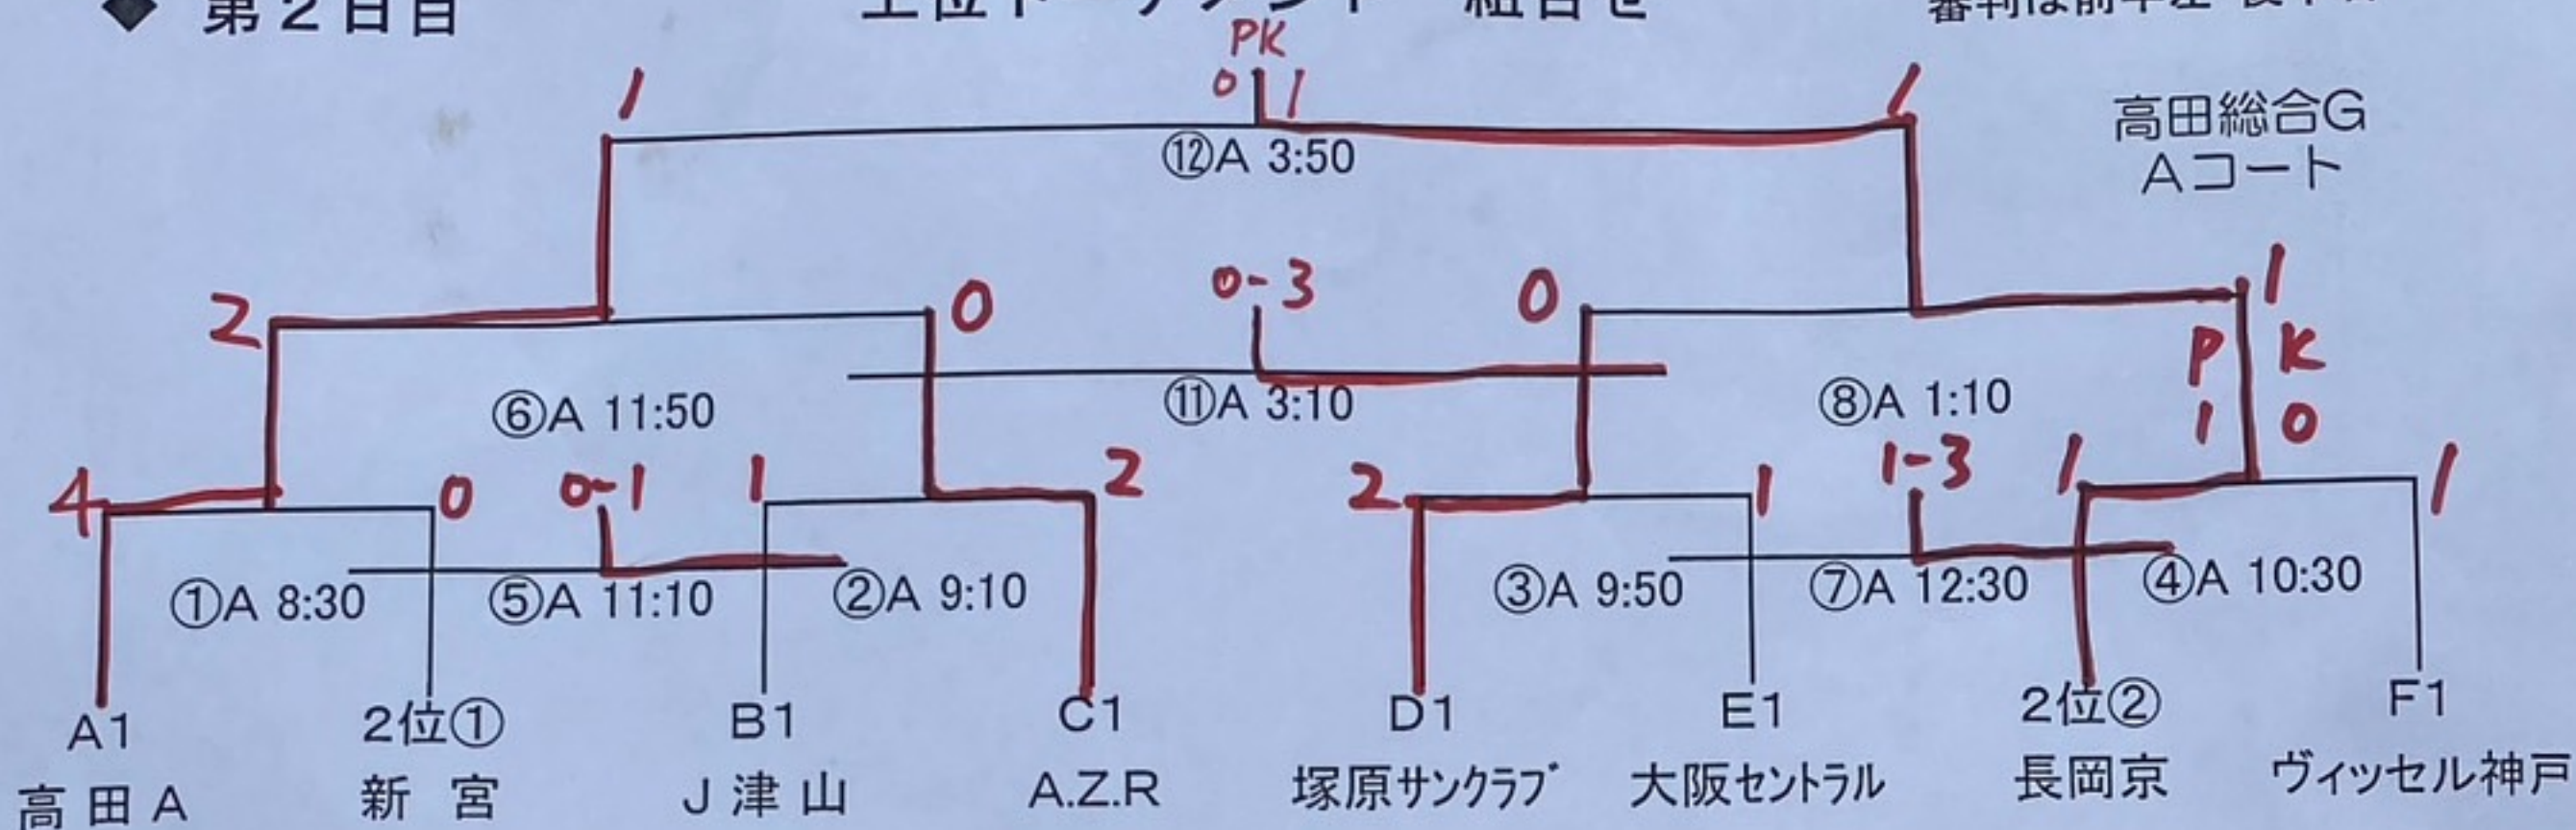 ◆ 第２日目 組合せ
PK
0 1
1 1
⑫A 3:50
高田総合G
Aコート
2 0 0-3 0 1
P K
⑥A 11:50 ⑪A 3:10 ⑧A 1:10
1 0
4 0 0-1 1 2 2 1 1-3 1 1
①A 8:30 ⑤A 11:10 ②A 9:10 ③A 9:50 ⑦A 12:30 ④A 10:30
A1 2位① B1 C1 D1 E1 2位② F1
高田A 新宮 J津山 A.Z.R 塚原サンクラブ 大阪セントラル 長岡京 ヴィッセル神戸